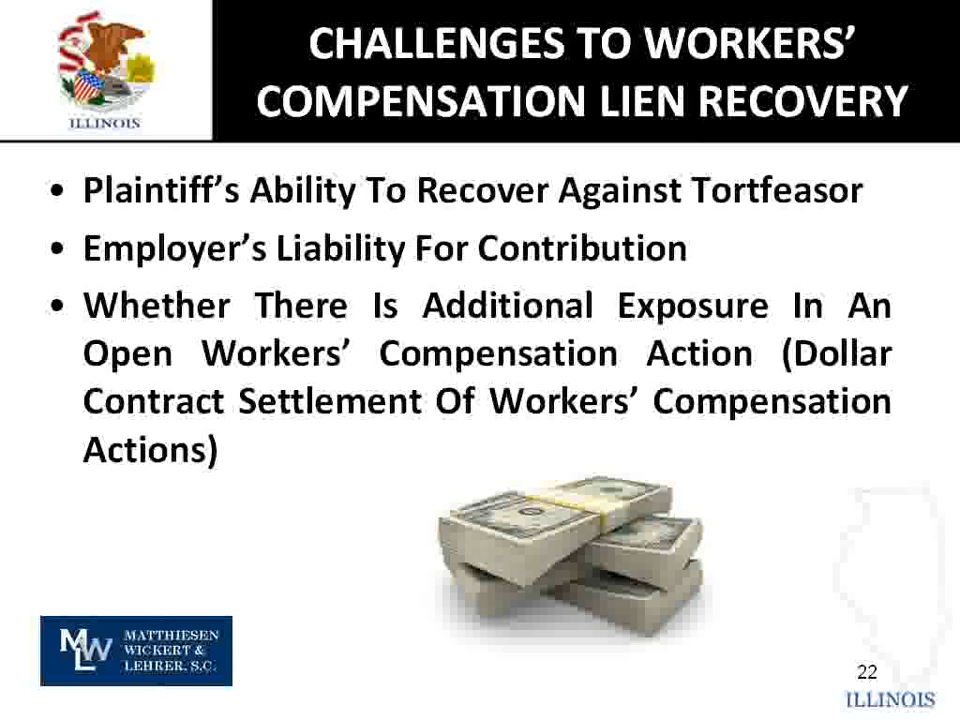 ILLINOIS
CHALLENGES TO WORKERS’
COMPENSATION LIEN RECOVERY
• Plaintiff’s Ability To Recover Against Tortfeasor
• Employer’s Liability For Contribution
• Whether There Is Additional Exposure In An
Open Workers’ Compensation Action (Dollar
Contract Settlement Of Workers’ Compensation
Actions)
MLW
MATTHIESEN
WICKERT &
LEHRER, S.C.
22
ILLINOIS